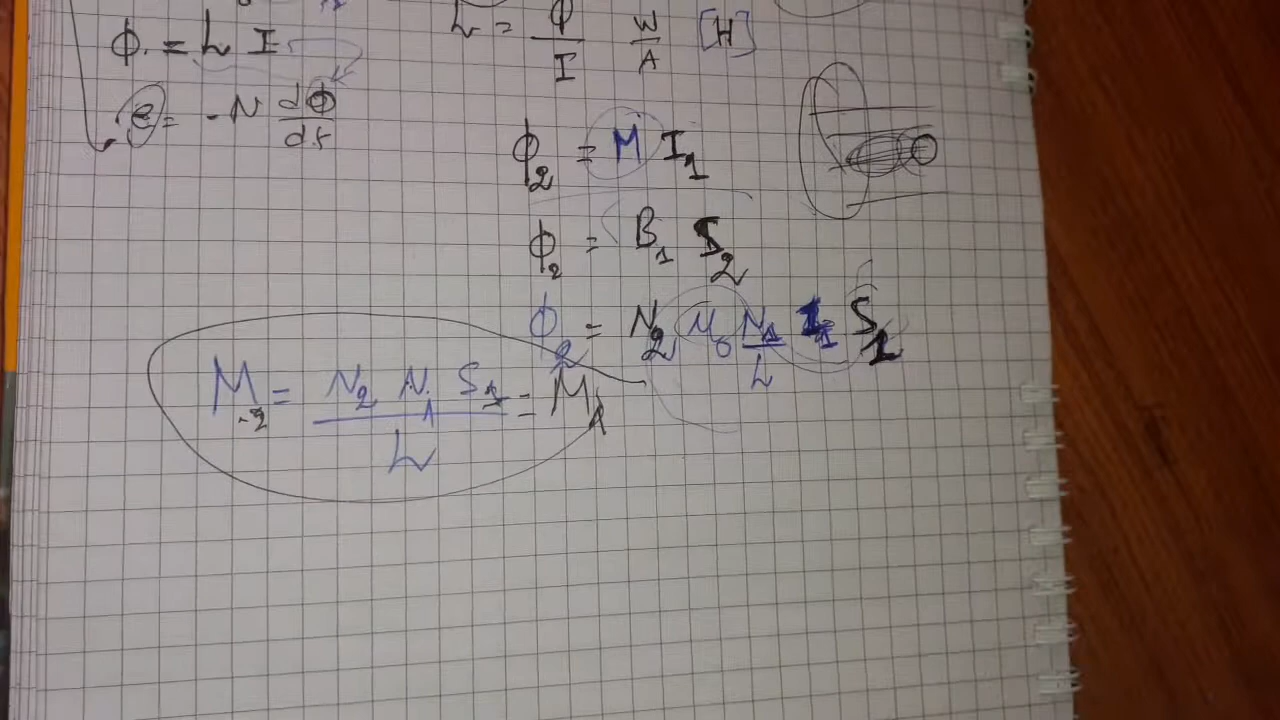 ϕ. = L I
L = ϕ/I W/A [H]
e = -N dϕ/dt
ϕ₂ = M I₁
ϕ₂ = B₁ S₂
ϕ₂ = N₂ μ₀ N₁/L I₁ S₁
M₂ = N₂ N₁ S₁/L = M₁